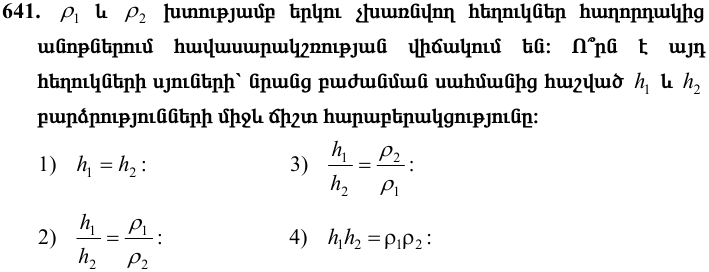 641. ρ₁ և ρ₂ խտությամբ երկու չխառնվող հեղուկներ հաղորդակից
անոթներում հավասարակշռության վիճակում են: Ո՞րն է այդ
հեղուկների սյուների՝ նրանց բաժանման սահմանից հաշված h₁ և h₂
բարձրությունների միջև ճիշտ հարաբերակցությունը:
1) h₁ = h₂ :
3) h₁/h₂ = ρ₂/ρ₁ :
2) h₁/h₂ = ρ₁/ρ₂ :
4) h₁h₂ = ρ₁ρ₂ :